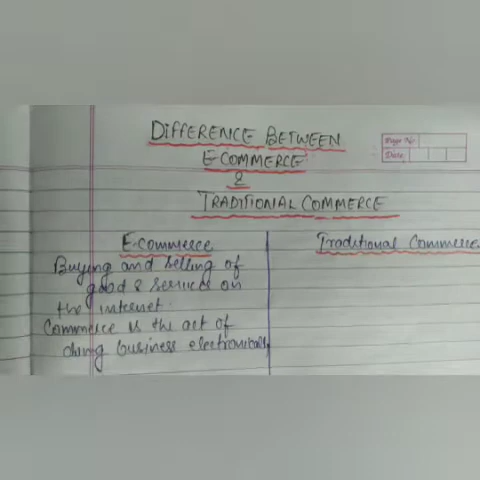 DIFFERENCE BETWEEN
E-COMMERCE
&
TRADITIONAL COMMERCE
Page No
Date
E-Commerce
Buying and Selling of
good & services on
the internet.
Commerce is the act of
doing business electronically
Traditional Commerce